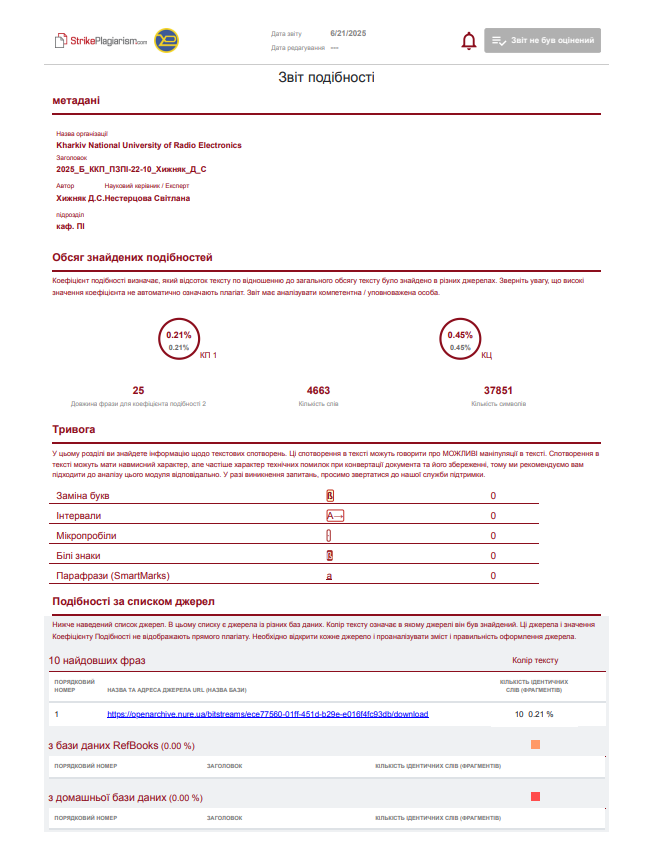 StrikePlagiarism.com
Дата звіту 6/21/2025
Дата редагування —
Звіт не був оцінений
Звіт подібності
метадані
Назва організації
Kharkiv National University of Radio Electronics
Заголовок
2025_Б_ККП_ПЗПІ-22-10_Хижняк_Д_С
Автор Науковий керівник / Експерт
Хижняк Д.С.Нестерцова Світлана
підрозділ
каф. ПІ
Обсяг знайдених подібностей
Коефіцієнт подібності визначає, який відсоток тексту по відношенню до загального обсягу тексту було знайдено в різних джерелах. Зверніть увагу, що високі
значення коефіцієнта не автоматично означають плагіат. Звіт має аналізувати компетентна / уповноважена особа.
0.21%
0.21%
КП 1
0.45%
0.45%
КЦ
25 4663 37851
Довжина фрази для коефіцієнта подібності 2 Кількість слів Кількість символів
Тривога
У цьому розділі ви знайдете інформацію щодо текстових спотворень. Ці спотворення в тексті можуть говорити про МОЖЛИВІ маніпуляції в тексті. Спотворення в
тексті можуть мати навмисний характер, але частіше характер технічних помилок при конвертації документа та його збереженні, тому ми рекомендуємо вам
підходити до аналізу цього модуля відповідально. У разі виникнення запитань, просимо звертатися до нашої служби підтримки.
Заміна букв ß 0
Інтервали A→ 0
Мікропробіли 0
Білі знаки ß 0
Парафрази (SmartMarks) a 0
Подібності за списком джерел
Нижче наведений список джерел. В цьому списку є джерела із різних баз даних. Колір тексту означає в якому джерелі він був знайдений. Ці джерела і значення
Коефіцієнту Подібності не відображають прямого плагіату. Необхідно відкрити кожне джерело і проаналізувати зміст і правильність оформлення джерела.
10 найдовших фраз Колір тексту
ПОРЯДКОВИЙ НОМЕР НАЗВА ТА АДРЕСА ДЖЕРЕЛА URL (НАЗВА БАЗИ) КІЛЬКІСТЬ ІДЕНТИЧНИХ СЛІВ (ФРАГМЕНТІВ)
1 https://openarchive.nure.ua/bitstreams/ece77560-01ff-451d-b29e-e016f4fc93db/download 10 0.21 %
з бази даних RefBooks (0.00 %)
ПОРЯДКОВИЙ НОМЕР ЗАГОЛОВОК КІЛЬКІСТЬ ІДЕНТИЧНИХ СЛІВ (ФРАГМЕНТІВ)
з домашньої бази даних (0.00 %)
ПОРЯДКОВИЙ НОМЕР ЗАГОЛОВОК КІЛЬКІСТЬ ІДЕНТИЧНИХ СЛІВ (ФРАГМЕНТІВ)